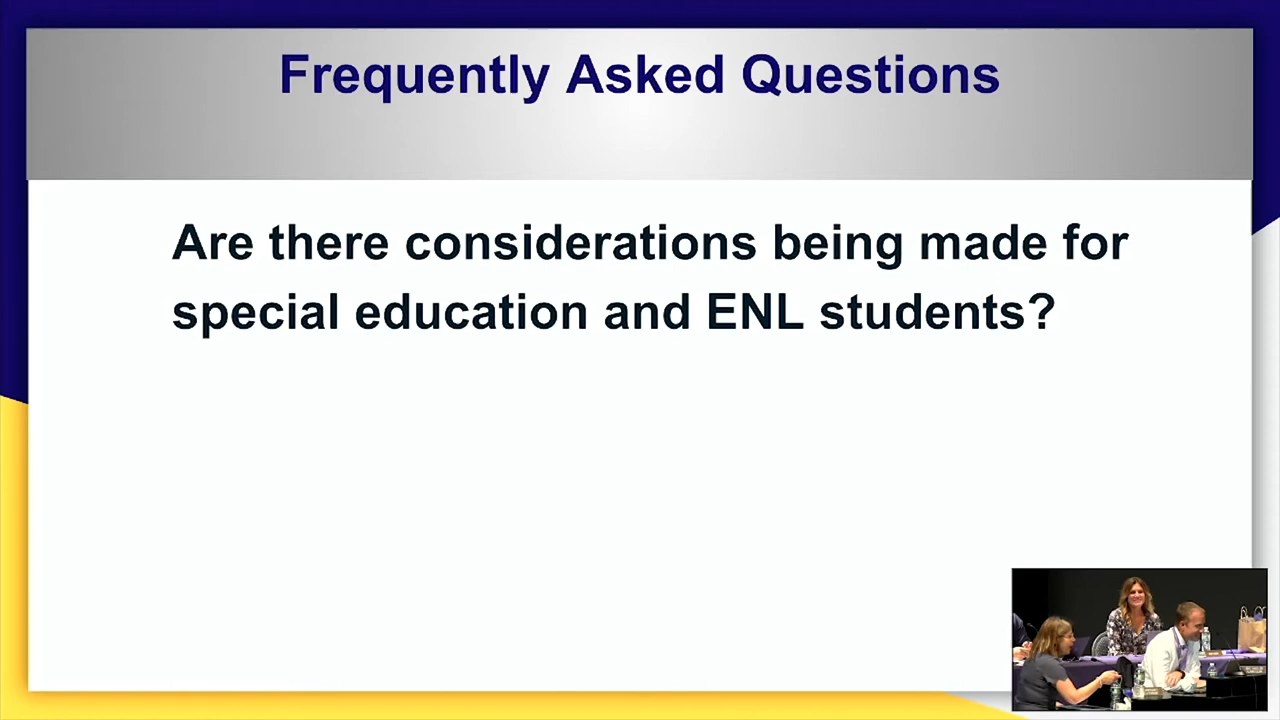 Frequently Asked Questions
Are there considerations being made for
special education and ENL students?